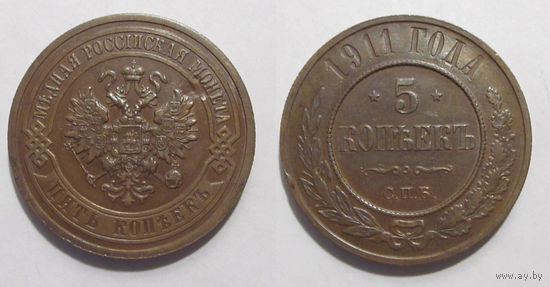 МѢДНАЯ РОССІЙСКАЯ МОНЕТА
ПЯТЬ КОПѢЕКЪ
1911 ГОДА
5
КОПѢЕКЪ
С.П.Б.
www.ay.by